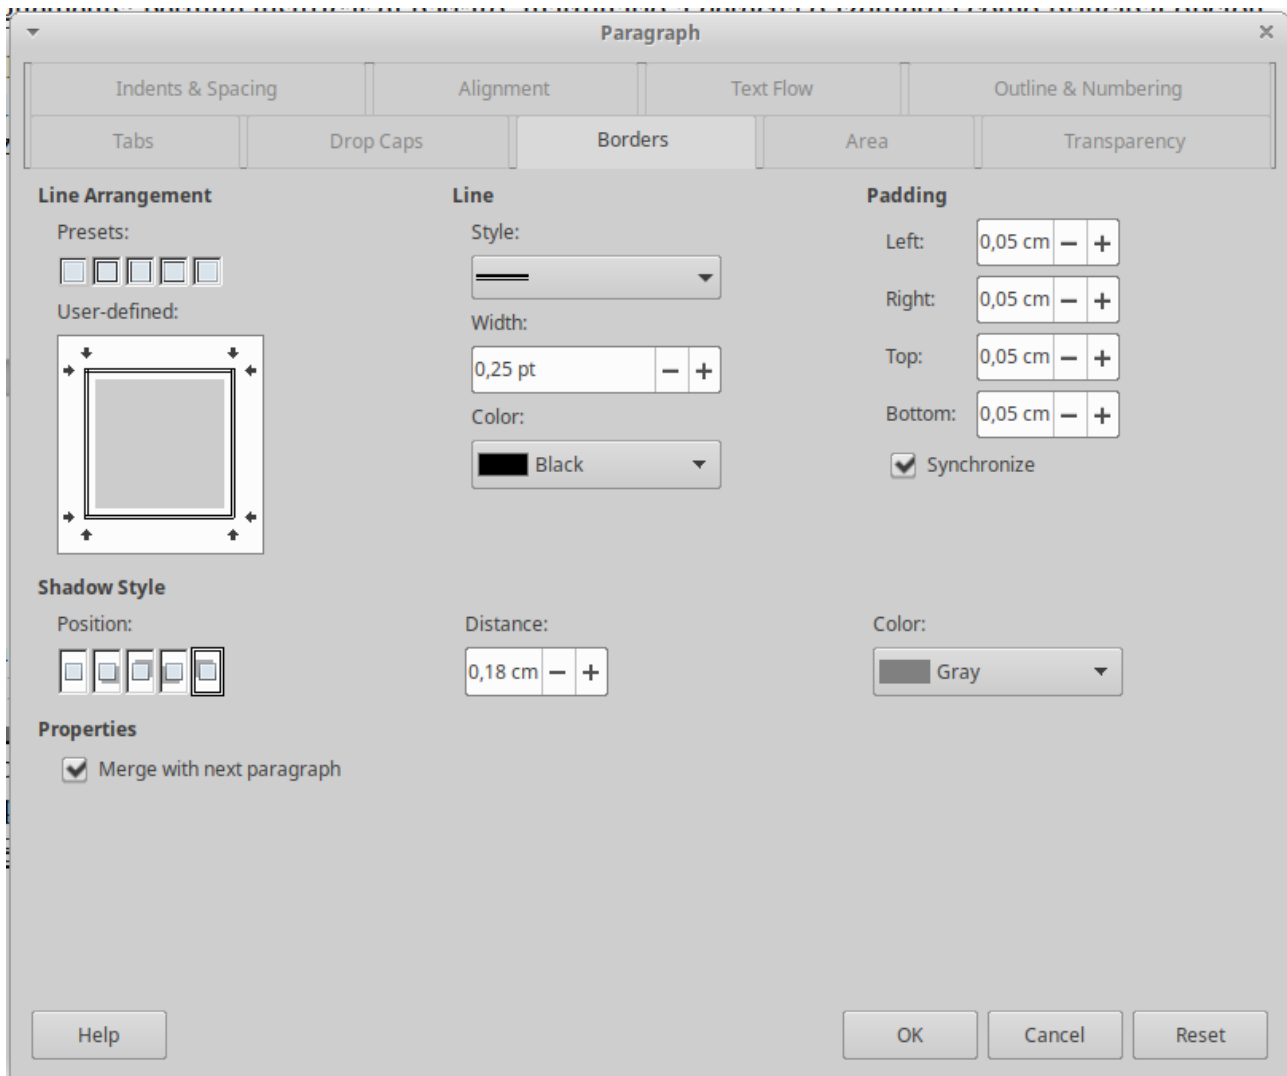 Paragraph
Indents & Spacing Alignment Text Flow Outline & Numbering
Tabs Drop Caps Borders Area Transparency
Line Arrangement
Presets:
User-defined:
Line
Style:
Width:
0,25 pt
Color:
Black
Padding
Left: 0,05 cm
Right: 0,05 cm
Top: 0,05 cm
Bottom: 0,05 cm
Synchronize
Shadow Style
Position:
Distance:
0,18 cm
Color:
Gray
Properties
Merge with next paragraph
Help OK Cancel Reset